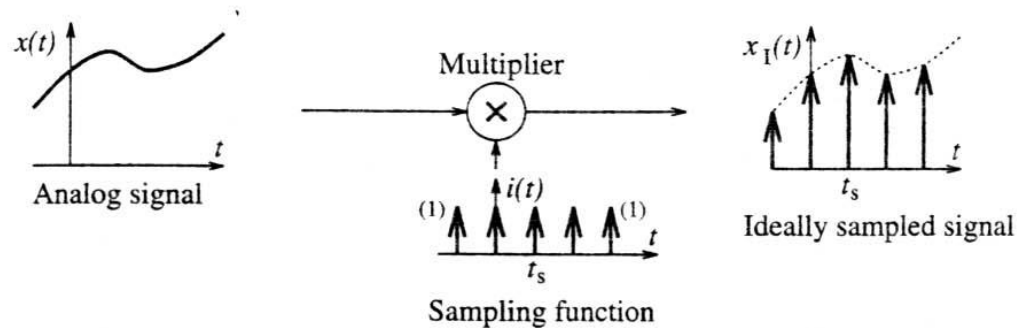 x(t)
t
Analog signal
Multiplier
×
(1)
i(t)
(1)
t
t_s
Sampling function
x_I(t)
t
t_s
Ideally sampled signal